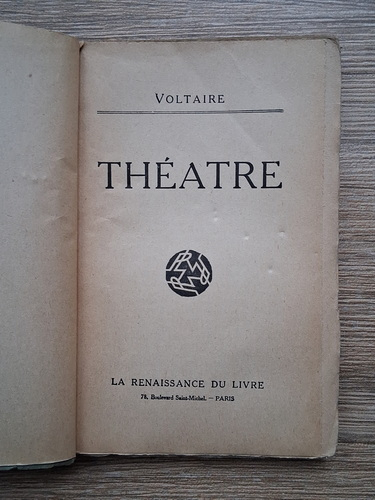 VOLTAIRE
THÉATRE
LA RENAISSANCE DU LIVRE
78, Boulevard Saint-Michel. — PARIS